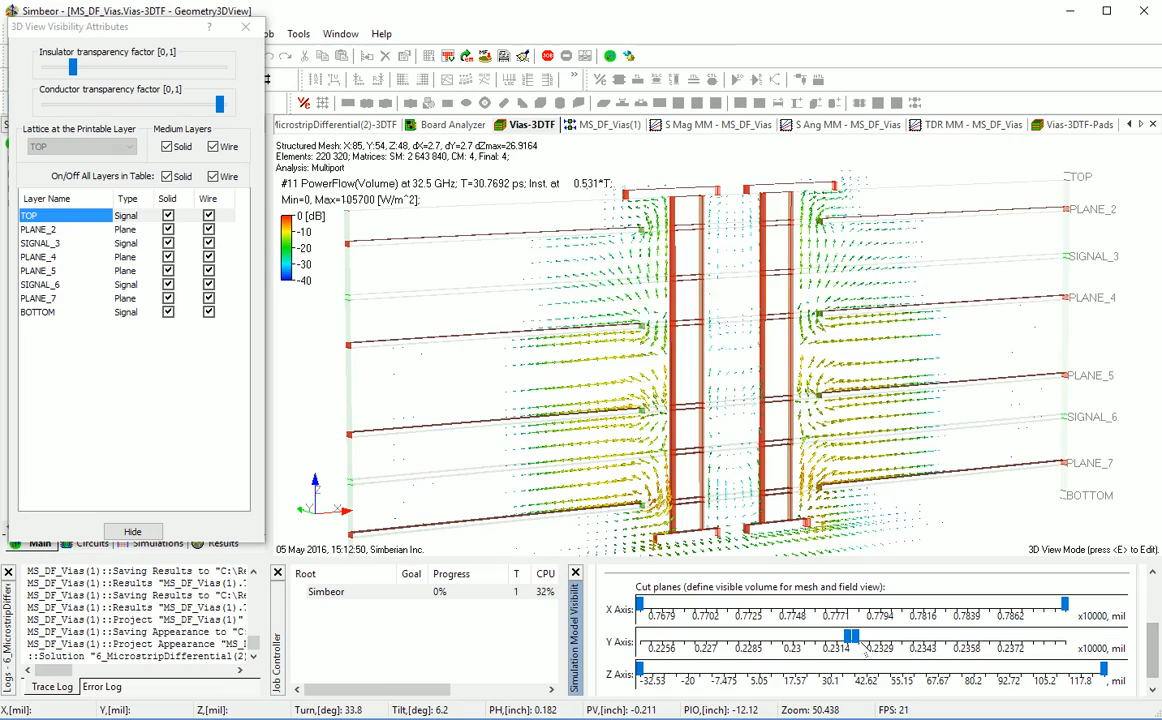 Simbeor - [MS_DF_Vias.Vias-3DTF - Geometry3DView]
3D View Visibility Attributes
Tools
Window
Help
Insulator transparency factor [0,1]
Conductor transparency factor [0,1]
Lattice at the Printable Layer
Medium Layers
TOP
Solid
Wire
On/Off All Layers in Table:
Solid
Wire
Layer Name Type Solid Wire
TOP Signal
PLANE_2 Plane
SIGNAL_3 Signal
PLANE_4 Plane
PLANE_5 Plane
SIGNAL_6 Signal
PLANE_7 Plane
BOTTOM Signal
Hide
Main Circuits Simulations Results
icrostripDifferential(2)-3DTF Board Analyzer Vias-3DTF MS_DF_Vias(1) S Mag MM - MS_DF_Vias S Ang MM - MS_DF_Vias TDR MM - MS_DF_Vias Vias-3DTF-Pads
Structured Mesh: X:85, Y:54, Z:48, dX=2.7, dY=2.7 dZmax=26.9164
Elements: 220 320; Matrices: SM: 2 643 840, CM: 4, Final: 4;
Analysis: Multiport
#11 PowerFlow(Volume) at 32.5 GHz; T=30.7692 ps; Inst. at 0.531*T;
Min=0, Max=105700 [W/m^2];
0 [dB]
-10
-20
-30
-40
TOP
PLANE_2
SIGNAL_3
PLANE_4
PLANE_5
SIGNAL_6
PLANE_7
BOTTOM
Z
Y
X
05 May 2016, 15:12:50, Simberian Inc.
3D View Mode (press <E> to Edit).
Logs - 6_MicrostripDiffer
MS_DF_Vias(1)::Saving Results to "C:\Re
MS_DF_Vias(1)::Results "MS_DF_Vias(1).
MS_DF_Vias(1)::Saving Results to "C:\Re
MS_DF_Vias(1)::Results "MS_DF_Vias(1).
MS_DF_Vias(1)::Project "MS_DF_Vias(1)"
MS_DF_Vias(1)::Saving Appearance to "C:
MS_DF_Vias(1)::Project Appearance "MS_D
::Solution "6_MicrostripDifferential(2)
Trace Log Error Log
Job Controller
Root Goal Progress T CPU
Simbeor 0% 1 32%
Simulation Model Visibilit
Cut planes (define visible volume for mesh and field view):
X Axis:
0.7679 0.7702 0.7725 0.7748 0.7771 0.7794 0.7816 0.7839 0.7862
x10000, mil
Y Axis:
0.2256 0.227 0.2285 0.23 0.2314 0.2329 0.2343 0.2358 0.2372
x10000, mil
Z Axis:
-32.53 -20 -7.475 5.05 17.57 30.1 42.62 55.15 67.67 80.2 92.72 105.2 117.8
, mil
X,[mil]: Y,[mil]: Z,[mil]: Turn,[deg]: 33.8 Tilt,[deg]: 6.2 PH,[inch]: 0.182 PV,[inch]: -0.211 PIO,[inch]: -12.12 Zoom: 50.438 FPS: 21